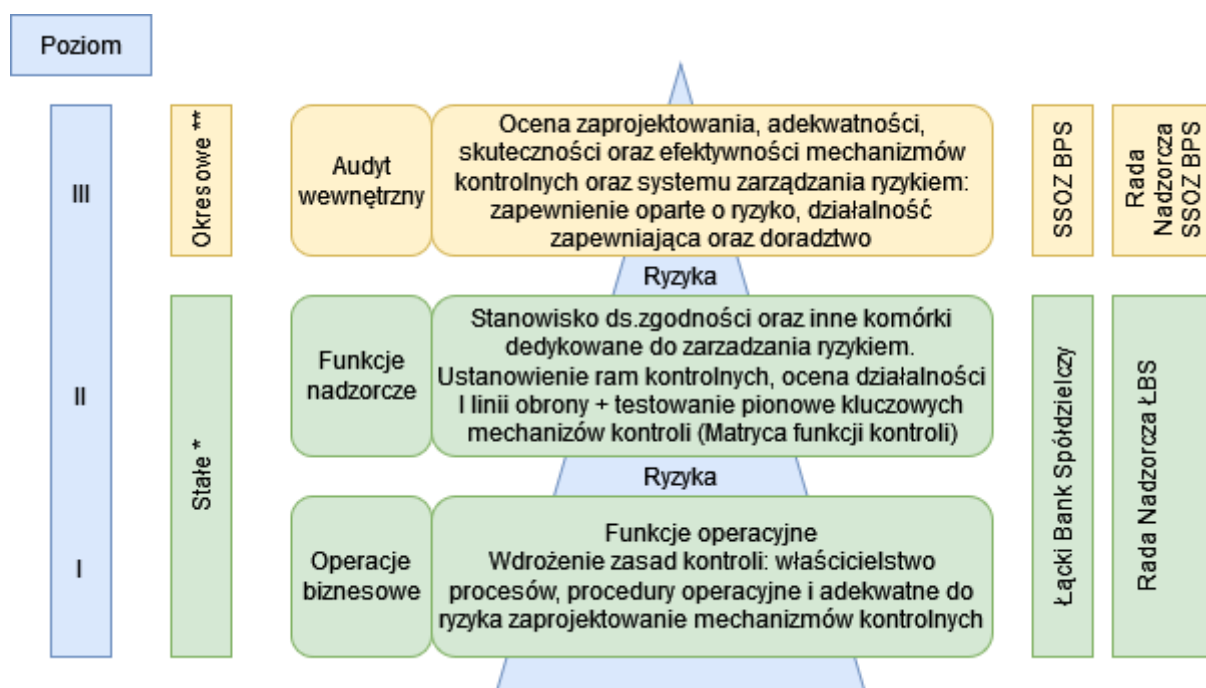 Poziom
III
Okresowe **
Audyt
wewnętrzny
Ocena zaprojektowania, adekwatności,
skuteczności oraz efektywności mechanizmów
kontrolnych oraz systemu zarządzania ryzykiem:
zapewnienie oparte o ryzyko, działalność
zapewniająca oraz doradztwo
SSOZ BPS
Rada
Nadzorcza
SSOZ BPS
Ryzyka
II
Stałe *
Funkcje
nadzorcze
Stanowisko ds.zgodności oraz inne komórki
dedykowane do zarzadzania ryzykiem.
Ustanowienie ram kontrolnych, ocena działalności
I linii obrony + testowanie pionowe kluczowych
mechanizów kontroli (Matryca funkcji kontroli)
Łącki Bank Spółdzielczy
Rada Nadzorcza ŁBS
Ryzyka
I
Operacje
biznesowe
Funkcje operacyjne
Wdrożenie zasad kontroli: właścicielstwo
procesów, procedury operacyjne i adekwatne do
ryzyka zaprojektowanie mechanizmów kontrolnych